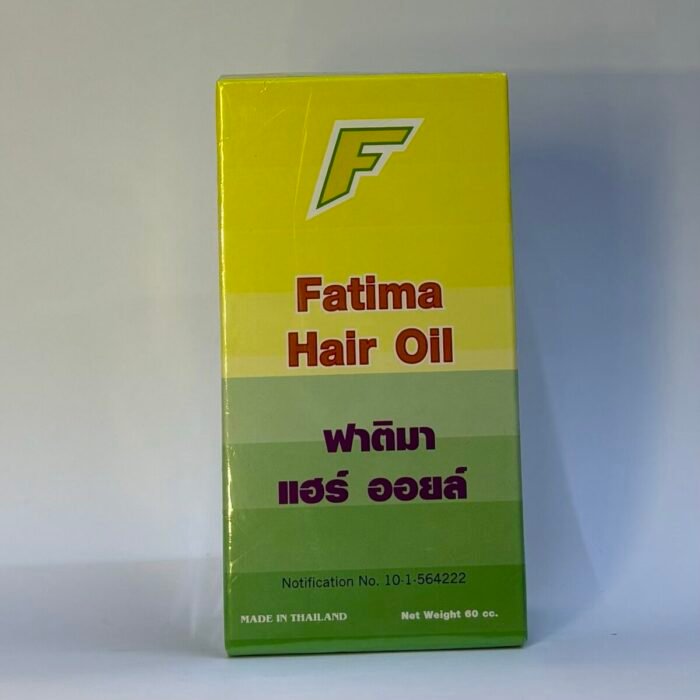 F
Fatima
Hair Oil
ฟาติมา
แฮร์ ออยล์
Notification No. 10-1-564222
MADE IN THAILAND Net Weight 60 cc.